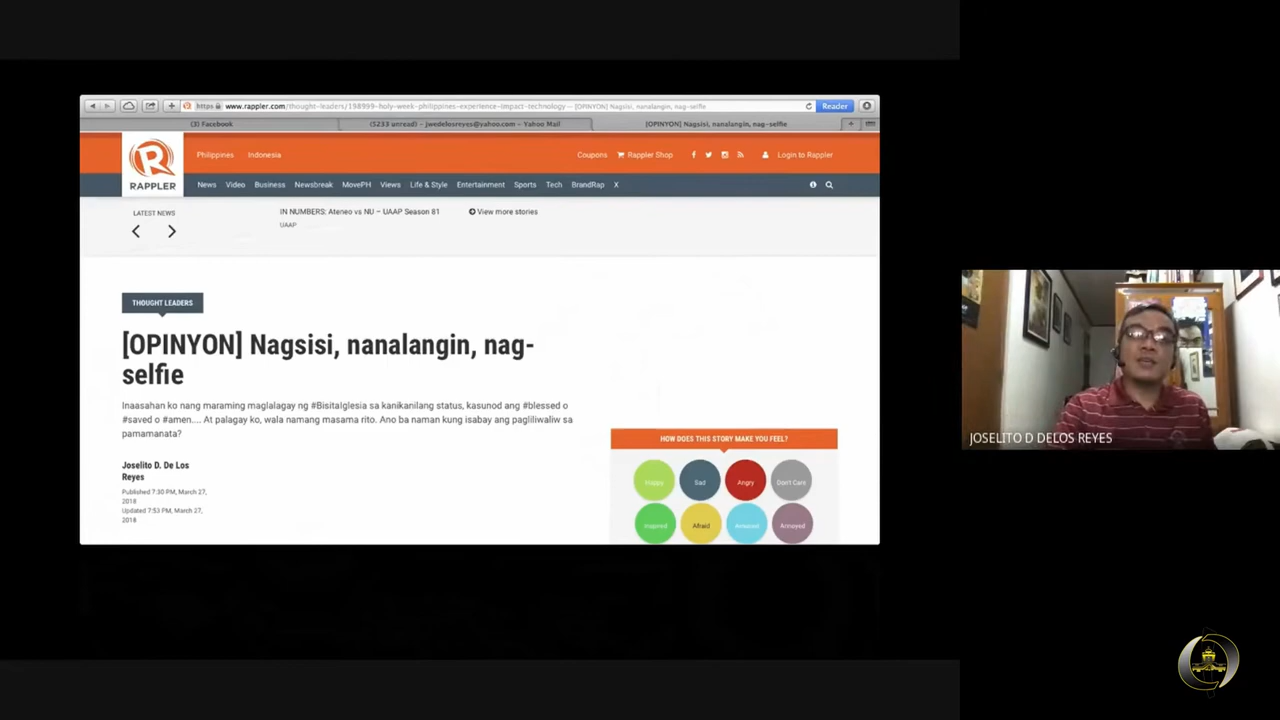 https www.rappler.com/thought-leaders/198999-holy-week-philippines-experience-impact-technology — [OPINYON] Nagsisi, nanalangin, nag-selfie
Reader
(3) Facebook
(5233 unread) – jwedelosreyes@yahoo.com – Yahoo Mail
[OPINYON] Nagsisi, nanalangin, nag-selfie
RAPPLER
Philippines Indonesia
Coupons Rappler Shop Login to Rappler
News Video Business Newsbreak MovePH Views Life & Style Entertainment Sports Tech BrandRap X
LATEST NEWS
IN NUMBERS: Ateneo vs NU – UAAP Season 81
View more stories
UAAP
THOUGHT LEADERS
[OPINYON] Nagsisi, nanalangin, nag-
selfie
Inaasahan ko nang maraming maglalagay ng #BisitaIglesia sa kanikanilang status, kasunod ang #blessed o
#saved o #amen.... At palagay ko, wala namang masama rito. Ano ba naman kung isabay ang pagliliwaliw sa
pamamanata?
Joselito D. De Los
Reyes
Published 7:30 PM, March 27,
2018
Updated 7:53 PM, March 27,
2018
HOW DOES THIS STORY MAKE YOU FEEL?
Happy Sad Angry Don't Care
Inspired Afraid Amused Annoyed
JOSELITO D DELOS REYES